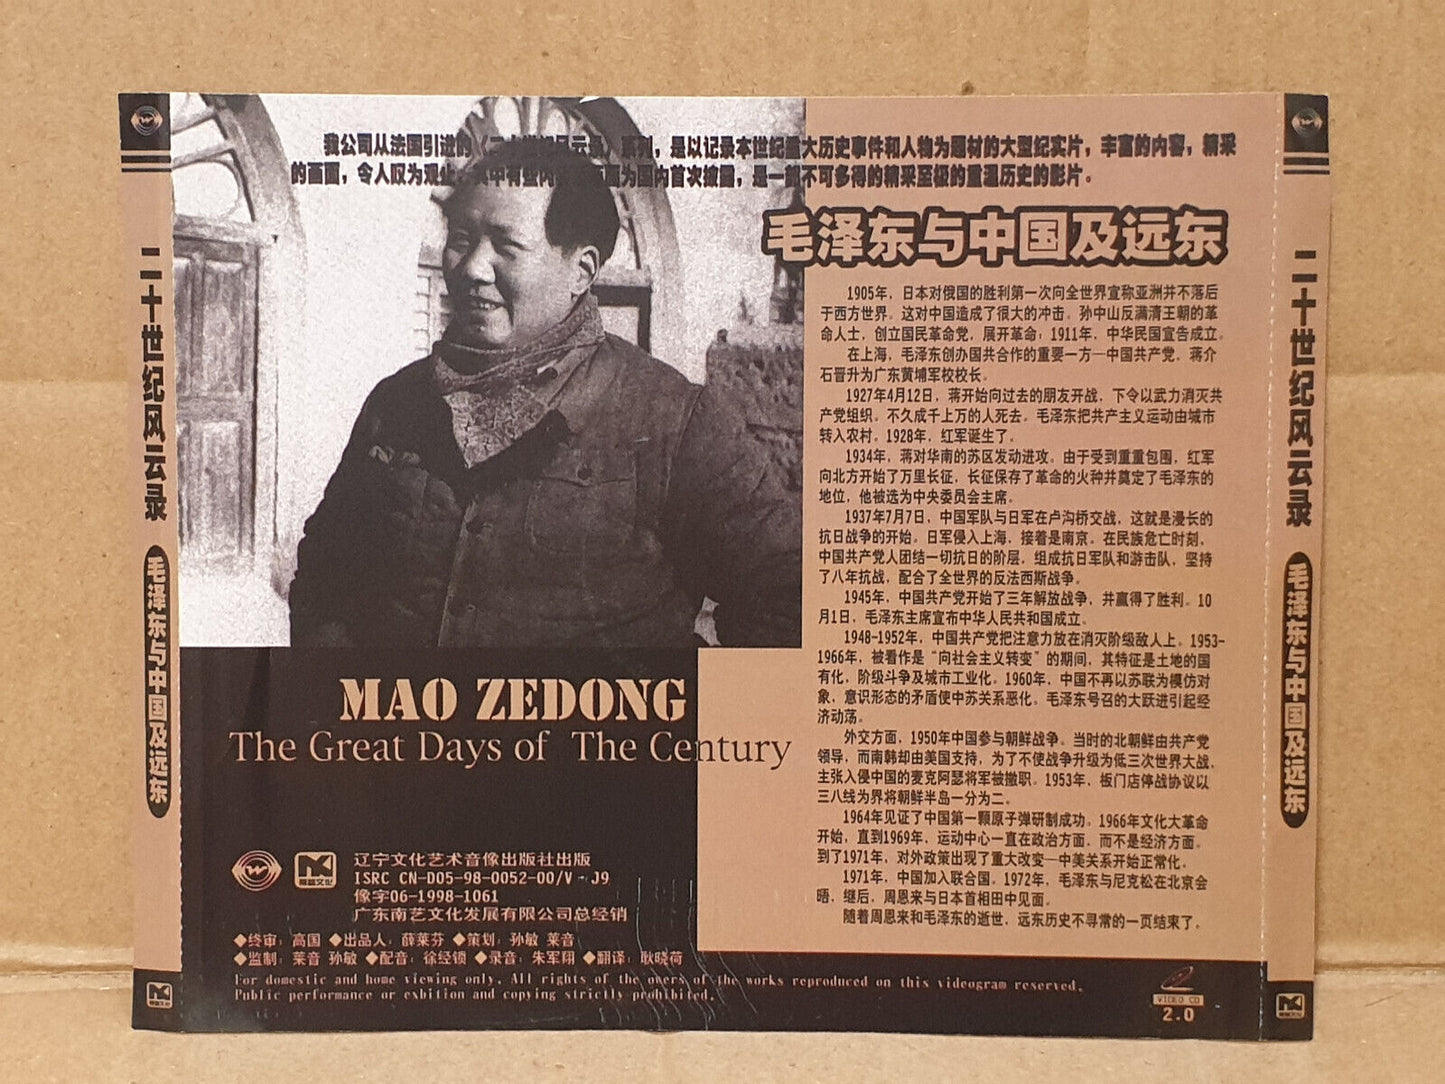 二十世纪风云录
毛泽东与中国及远东
我公司从法国引进的《二十世纪风云录》系列，是以记录本世纪重大历史事件和人物为题材的大型纪实片，丰富的内容，精采
的画面，令人叹为观止，其中有些内 画面为国内首次披露，是一部不可多得的精采至极的重温历史的影片。
毛泽东与中国及远东
1905年，日本对俄国的胜利第一次向全世界宣称亚洲并不落后
于西方世界。这对中国造成了很大的冲击。孙中山反满清王朝的革
命人士，创立国民革命党，展开革命；1911年，中华民国宣告成立。
在上海，毛泽东创办国共合作的重要一方—中国共产党，蒋介
石晋升为广东黄埔军校校长。
1927年4月12日，蒋开始向过去的朋友开战，下令以武力消灭共
产党组织。不久成千上万的人死去。毛泽东把共产主义运动由城市
转入农村。1928年，红军诞生了。
1934年，蒋对华南的苏区发动进攻。由于受到重重包围，红军
向北方开始了万里长征，长征保存了革命的火种并奠定了毛泽东的
地位，他被选为中央委员会主席。
1937年7月7日，中国军队与日军在卢沟桥交战，这就是漫长的
抗日战争的开始。日军侵入上海，接着是南京。在民族危亡时刻，
中国共产党人团结一切抗日的阶层，组成抗日军队和游击队，坚持
了八年抗战，配合了全世界的反法西斯战争。
1945年，中国共产党开始了三年解放战争，并赢得了胜利。10
月1日，毛泽东主席宣布中华人民共和国成立。
1948-1952年，中国共产党把注意力放在消灭阶级敌人上。1953-
1966年，被看作是“向社会主义转变”的期间，其特征是土地的国
有化，阶级斗争及城市工业化。1960年，中国不再以苏联为模仿对
象，意识形态的矛盾使中苏关系恶化。毛泽东号召的大跃进引起经
济动荡。
外交方面，1950年中国参与朝鲜战争。当时的北朝鲜由共产党
领导，而南韩却由美国支持，为了不使战争升级为低三次世界大战，
主张入侵中国的麦克阿瑟将军被撤职。1953年，板门店停战协议以
三八线为界将朝鲜半岛一分为二。
1964年见证了中国第一颗原子弹研制成功。1966年文化大革命
开始，直到1969年，运动中心一直在政治方面，而不是经济方面。
到了1971年，对外政策出现了重大改变—中美关系开始正常化。
1971年，中国加入联合国。1972年，毛泽东与尼克松在北京会
晤，继后，周恩来与日本首相田中见面。
随着周恩来和毛泽东的逝世，远东历史不寻常的一页结束了。
MAO ZEDONG
The Great Days of The Century
辽宁文化艺术音像出版社出版
ISRC CN-D05-98-0052-00/V·J9
像字06-1998-1061
广东南艺文化发展有限公司总经销
◆终审：高国 ◆出品人：薛莱芬 ◆策划：孙敏 莱音
◆监制：莱音 孙敏 ◆配音：徐经锁 ◆录音：朱军翔 ◆翻译：耿晓荷
For domestic and home viewing only. All rights of the owers of the works reproduced on this videogram reserved.
Public performance or exbition and copying strictly prohibited.
VIDEO CD
2.0
二十世纪风云录
毛泽东与中国及远东